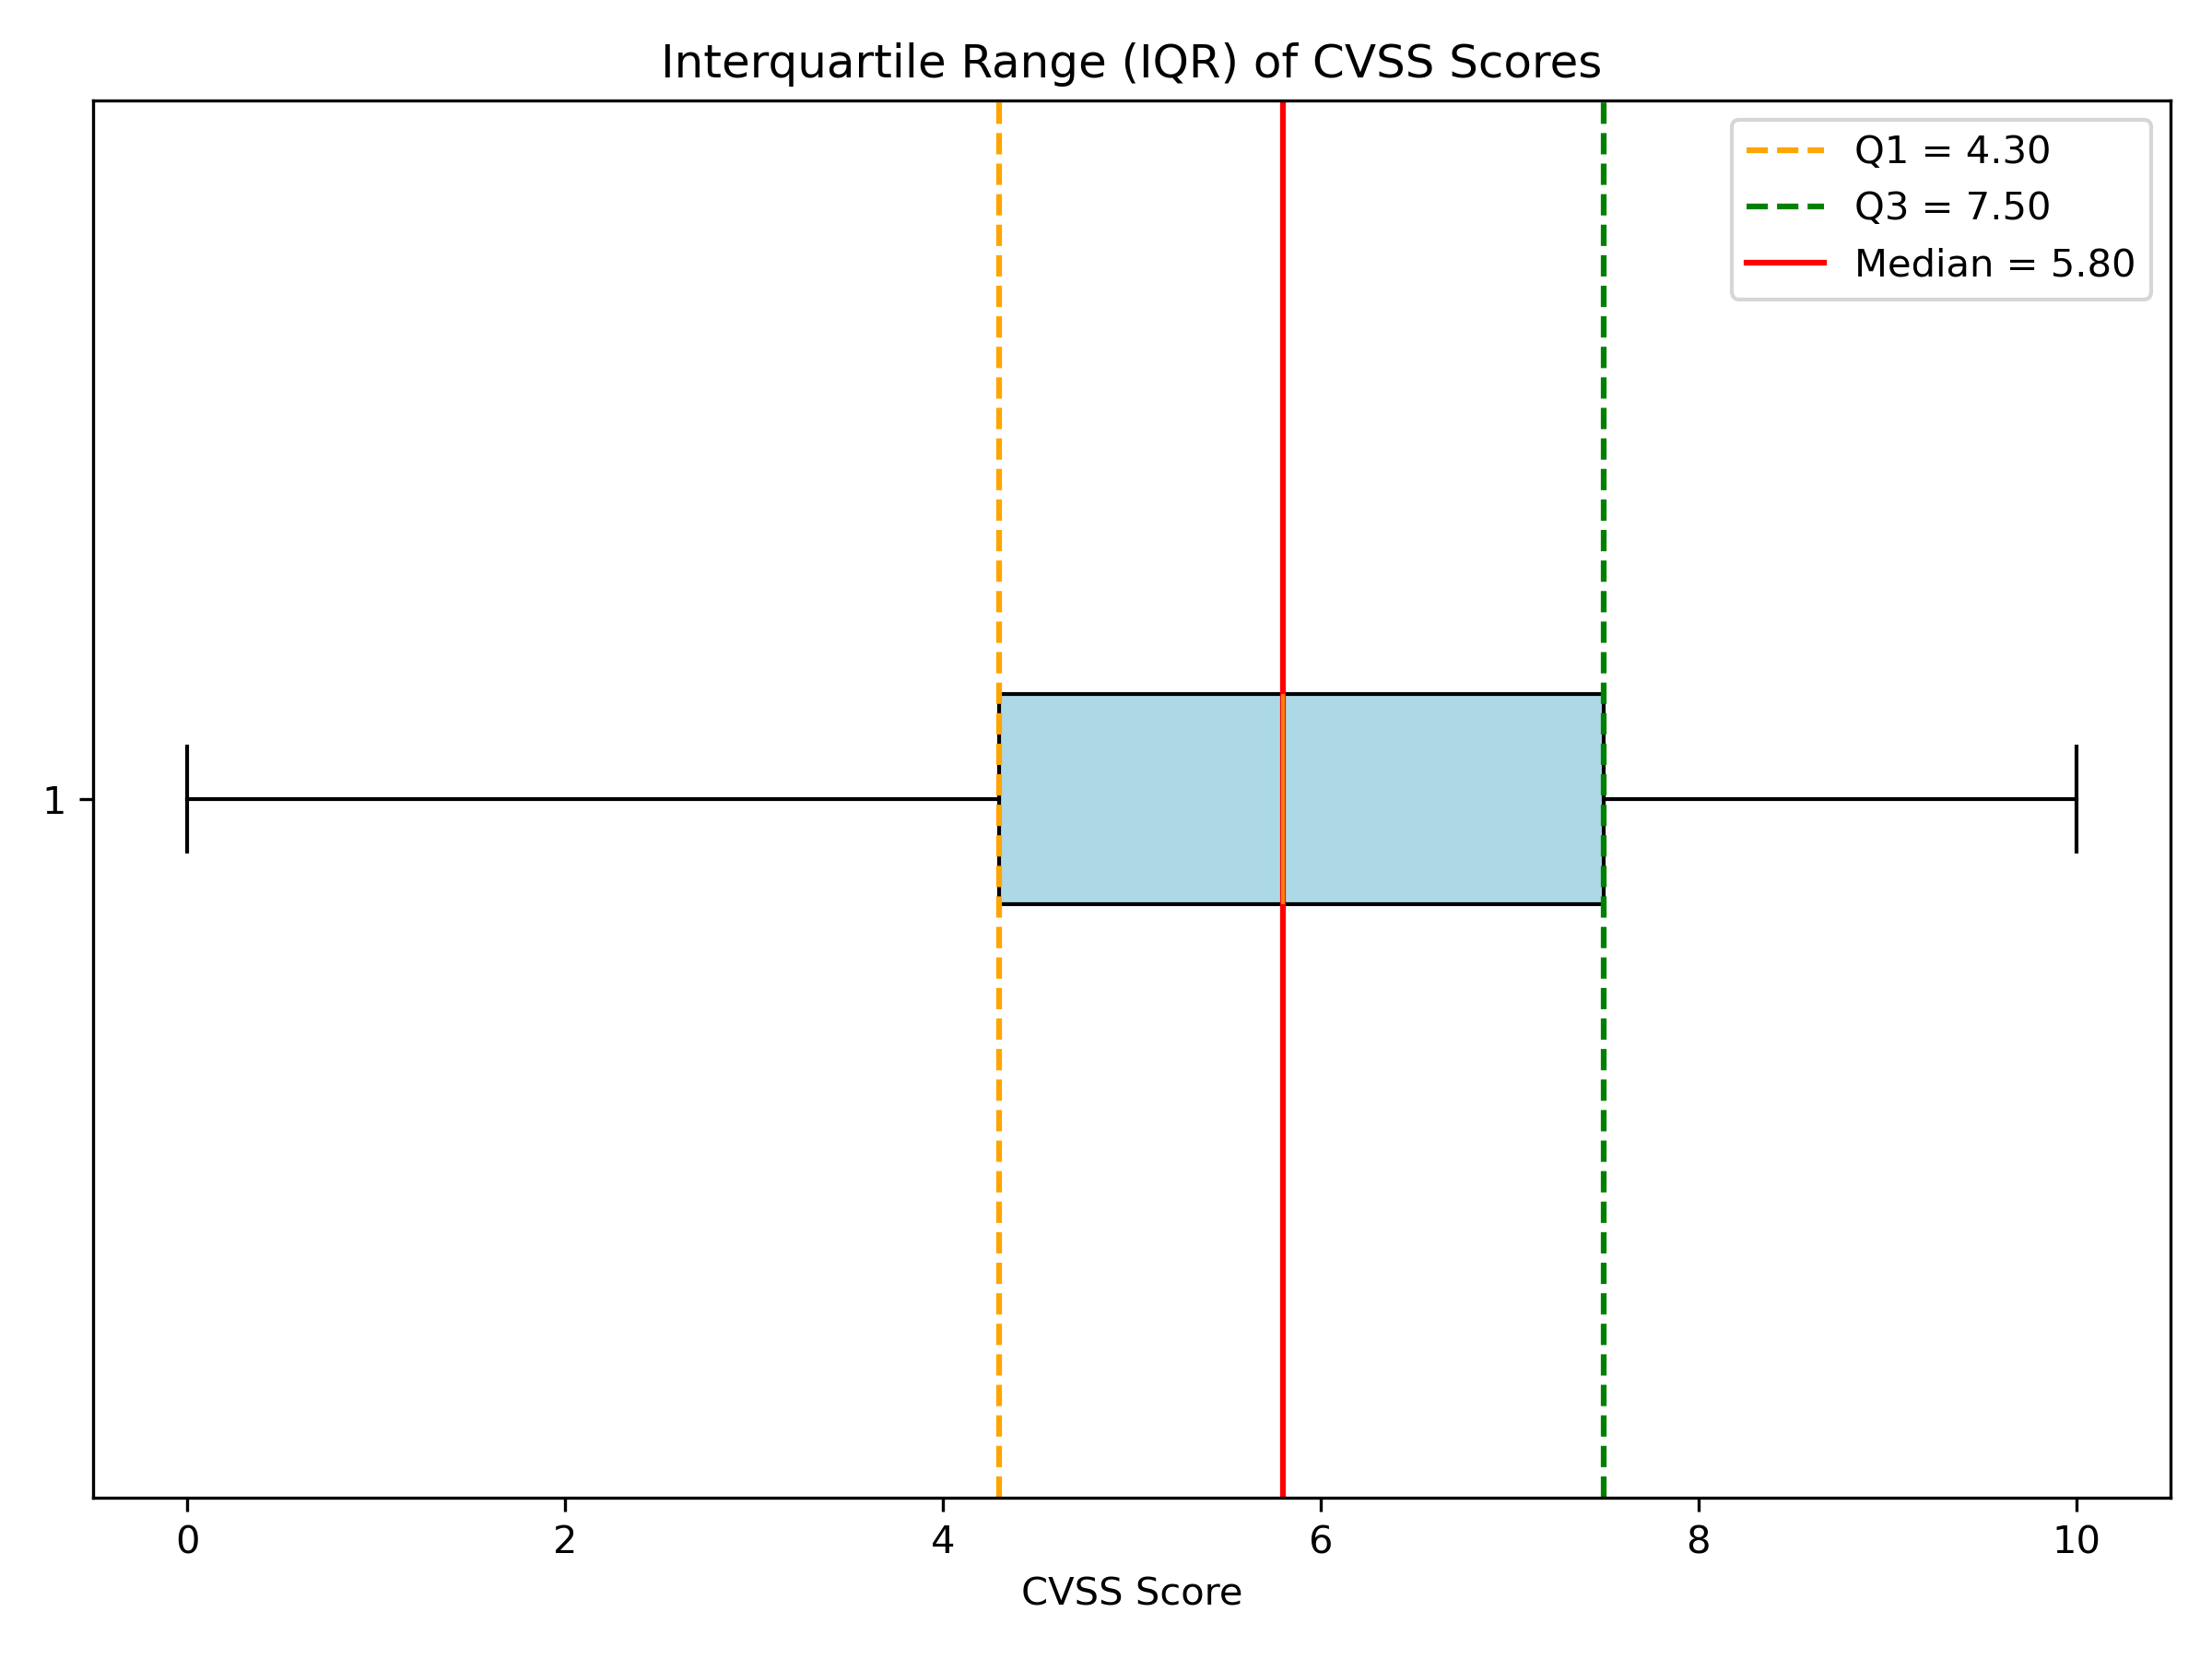 Interquartile Range (IQR) of CVSS Scores
Q1 = 4.30
Q3 = 7.50
Median = 5.80
1
0 2 4 6 8 10
CVSS Score